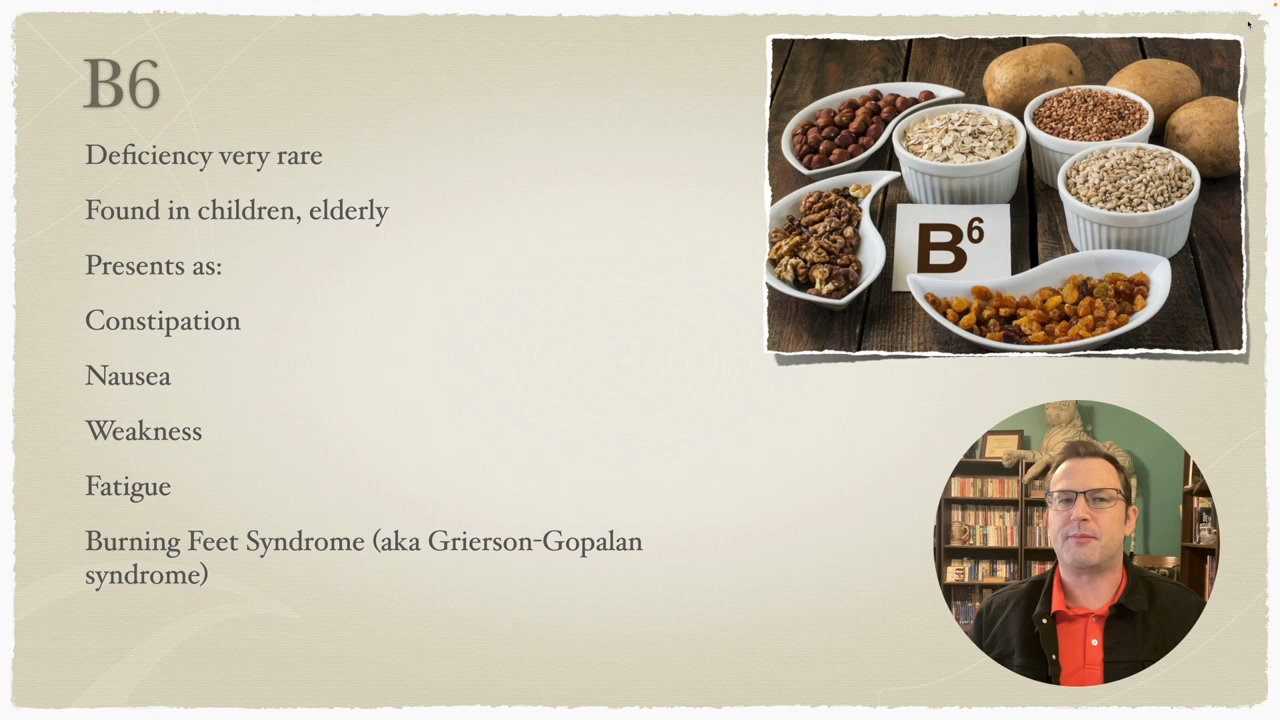 B6
Deficiency very rare
Found in children, elderly
Presents as:
Constipation
Nausea
Weakness
Fatigue
Burning Feet Syndrome (aka Grierson-Gopalan
syndrome)
B6